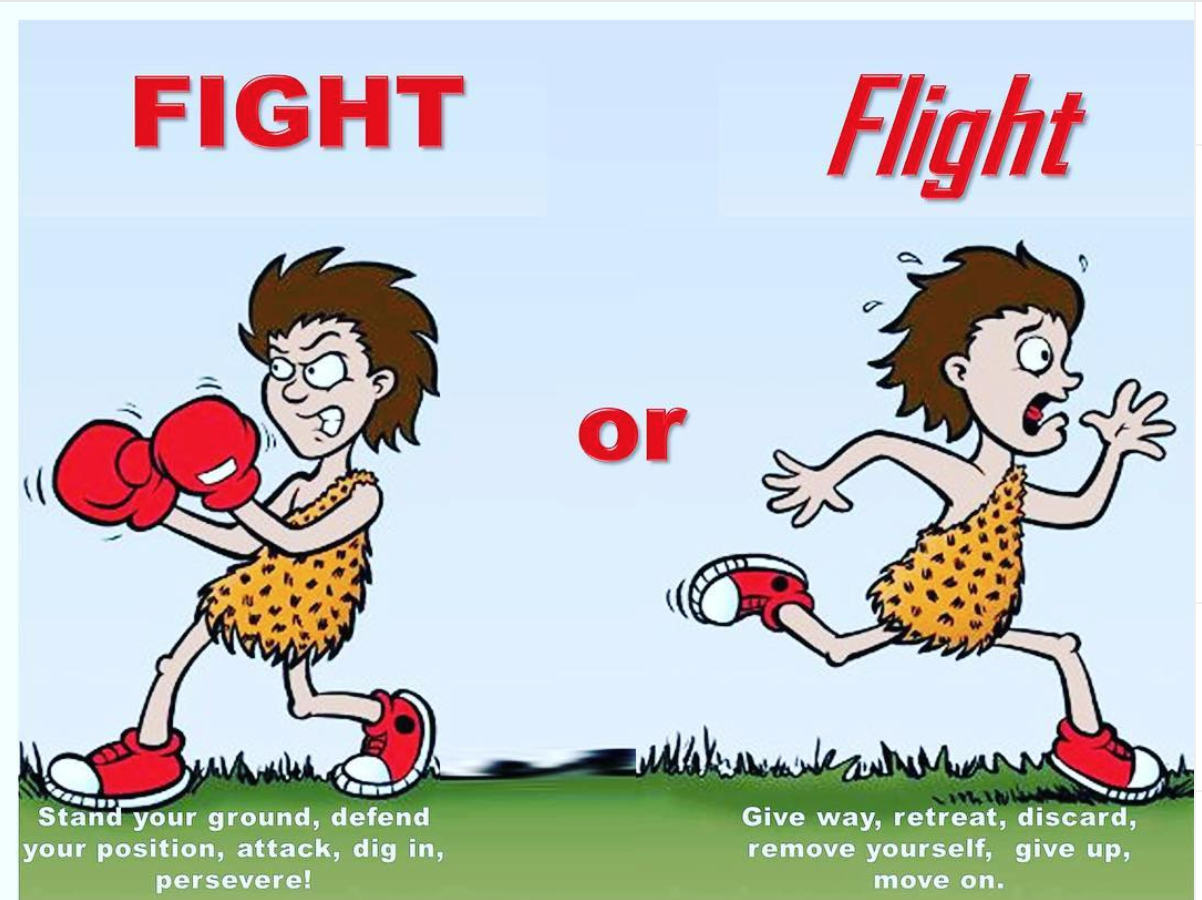 FIGHT
Flight
or
Stand your ground, defend
your position, attack, dig in,
persevere!
Give way, retreat, discard,
remove yourself, give up,
move on.